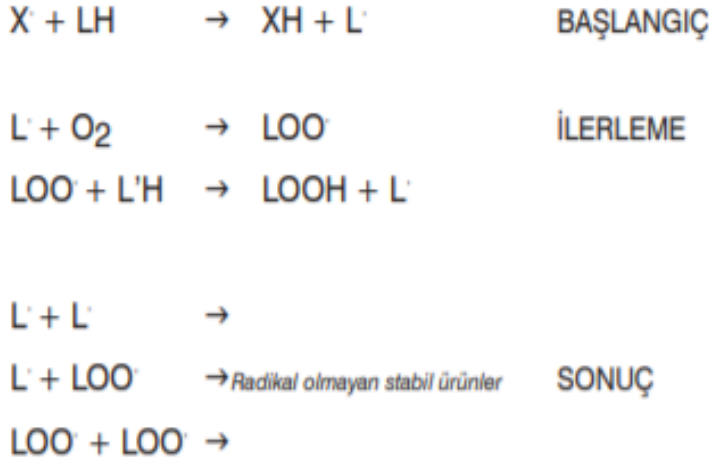 X· + LH → XH + L· BAŞLANGIÇ
L· + O₂ → LOO· İLERLEME
LOO· + L'H → LOOH + L·
L· + L· →
L· + LOO· → Radikal olmayan stabil ürünler SONUÇ
LOO· + LOO· →